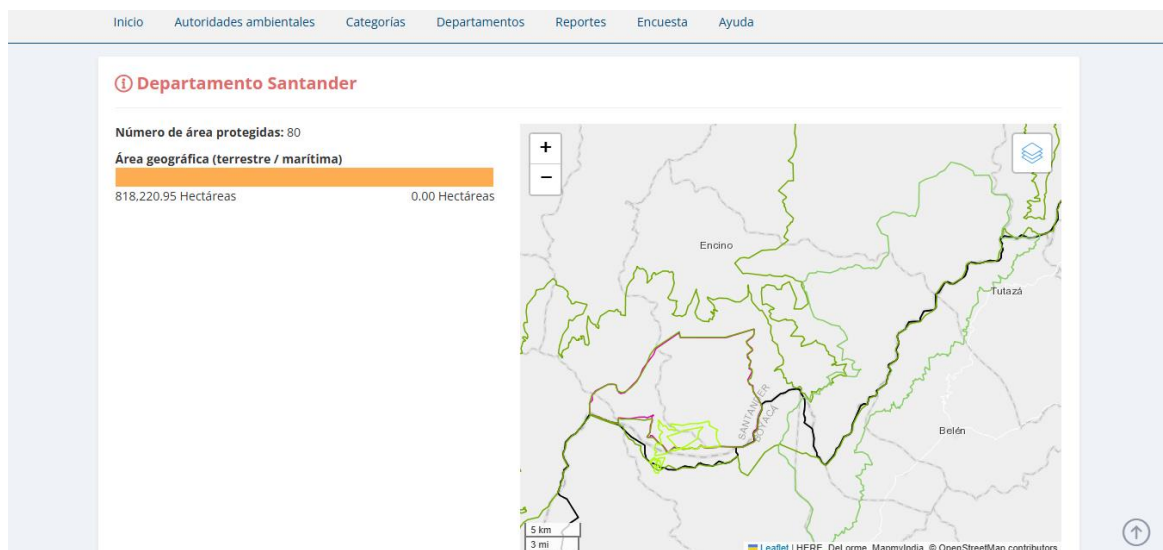 Inicio Autoridades ambientales Categorías Departamentos Reportes Encuesta Ayuda
Departamento Santander
Número de área protegidas: 80
Área geográfica (terrestre / marítima)
818,220.95 Hectáreas 0.00 Hectáreas
+
−
Encino
Tutazá
SANTANDER
BOYACÁ
Belén
5 km
3 mi
Leaflet | HERE, DeLorme, MapmyIndia, © OpenStreetMap contributors